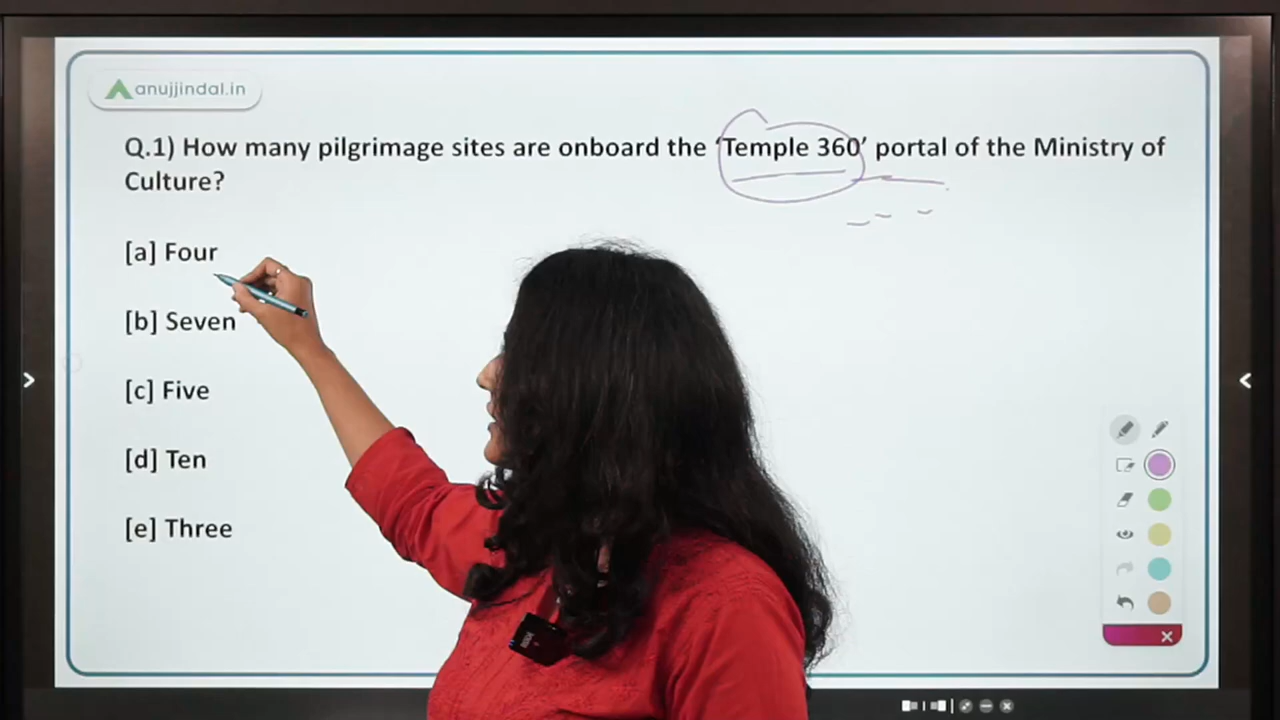 anujjindal.in
Q.1) How many pilgrimage sites are onboard the ‘Temple 360’ portal of the Ministry of
Culture?
[a] Four
[b] Seven
[c] Five
[d] Ten
[e] Three